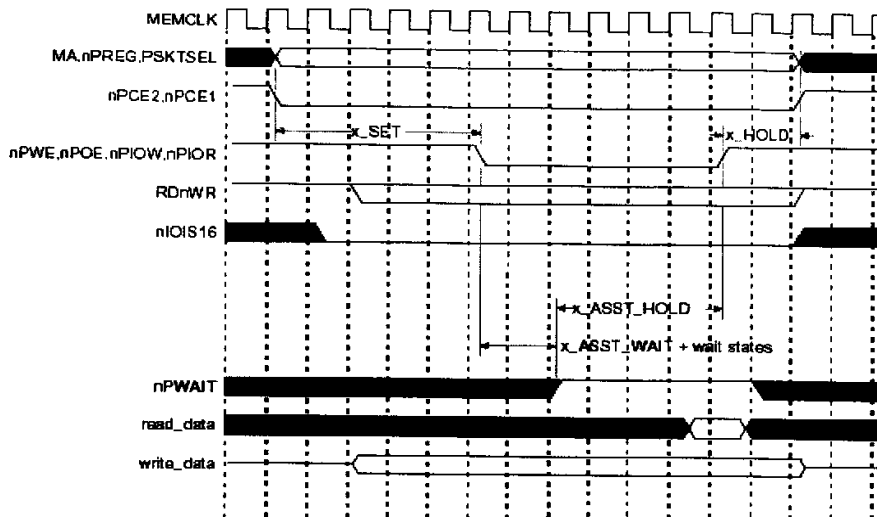 MEMCLK
MA,nPREG,PSKTSEL
nPCE2,nPCE1
x_SET
x_HOLD
nPWE,nPOE,nPIOW,nPIOR
RDnWR
nIOIS16
x_ASST_HOLD
x_ASST_WAIT + wait states
nPWAIT
read_data
write_data